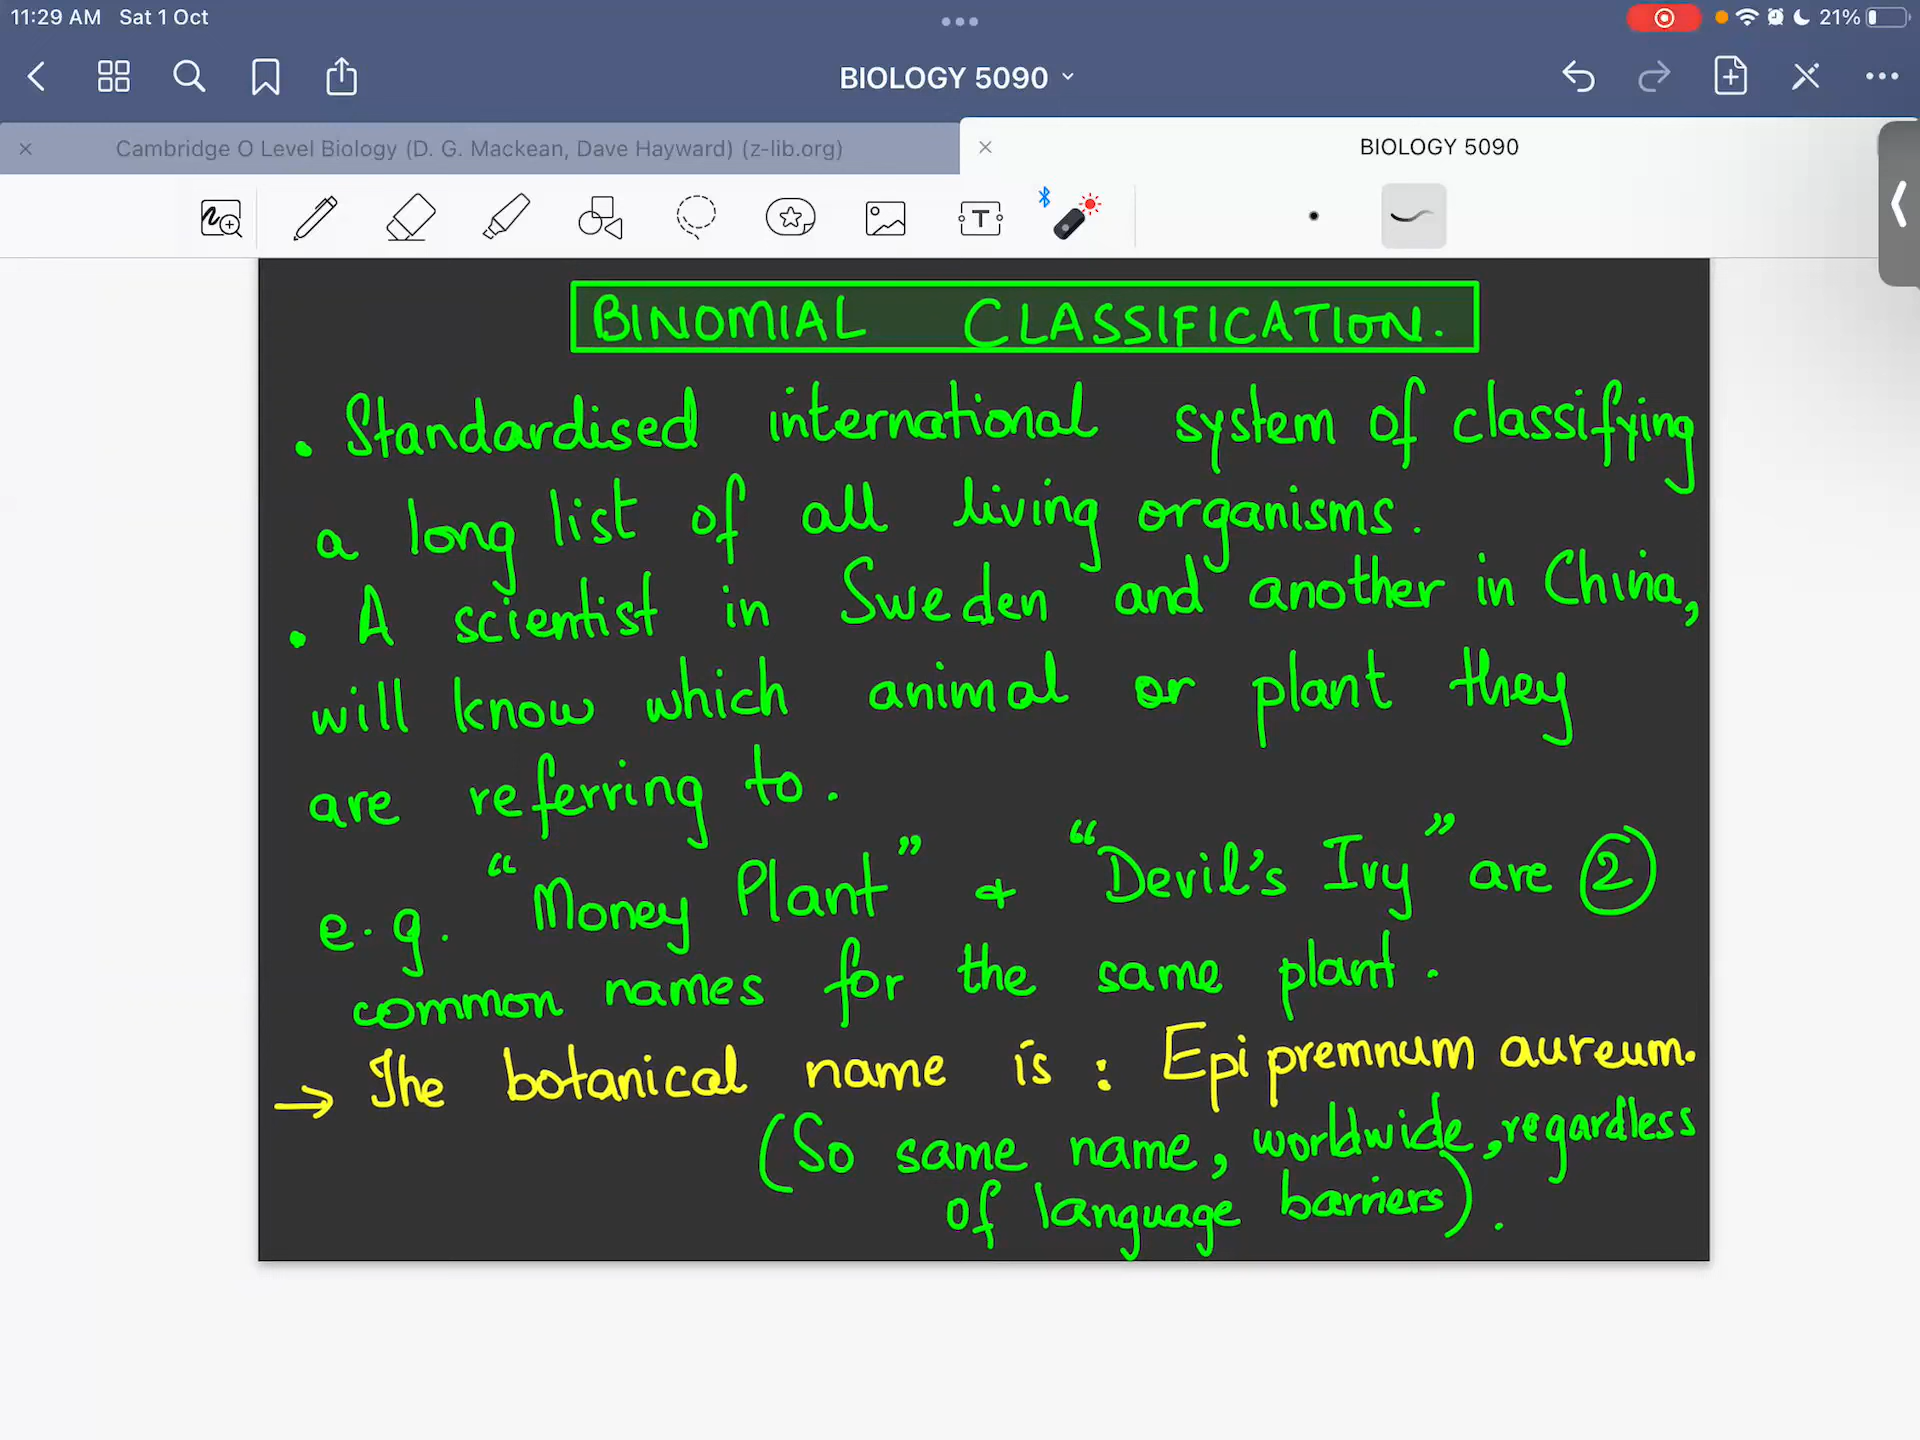 11:29 AM Sat 1 Oct
21%
BIOLOGY 5090
Cambridge O Level Biology (D. G. Mackean, Dave Hayward) (z-lib.org)
BIOLOGY 5090
T
BINOMIAL CLASSIFICATION.
• Standardised international system of classifying
a long list of all living organisms.
• A scientist in Sweden and another in China,
will know which animal or plant they
are referring to.
e.g. "Money Plant" & "Devil's Ivy" are 2
common names for the same plant.
→ The botanical name is : Epipremnum aureum.
(So same name, worldwide, regardless
of language barriers).